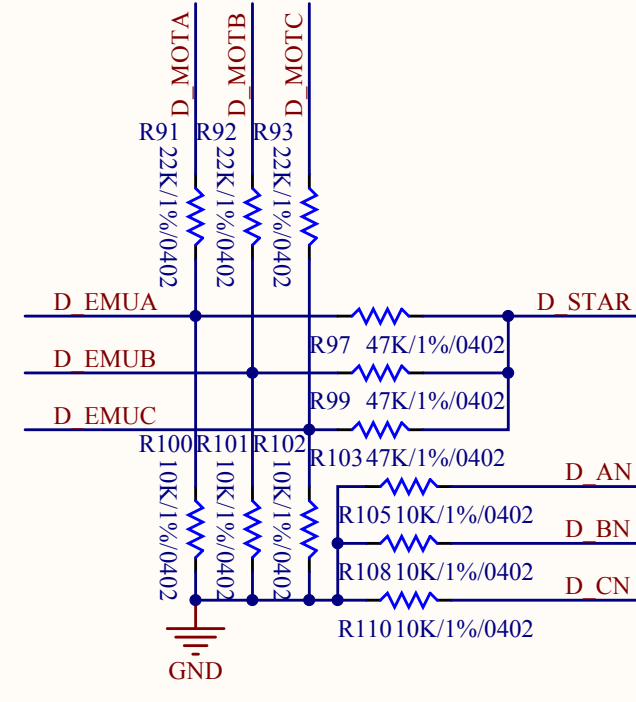 D_MOTA
D_MOTB
D_MOTC
R91
R92
R93
22K/1%/0402
22K/1%/0402
22K/1%/0402
D_EMUA
D_STAR
R97 47K/1%/0402
D_EMUB
R99 47K/1%/0402
D_EMUC
R100
R101
R102
R103 47K/1%/0402
10K/1%/0402
10K/1%/0402
10K/1%/0402
D_AN
R105 10K/1%/0402
D_BN
R108 10K/1%/0402
D_CN
R110 10K/1%/0402
GND